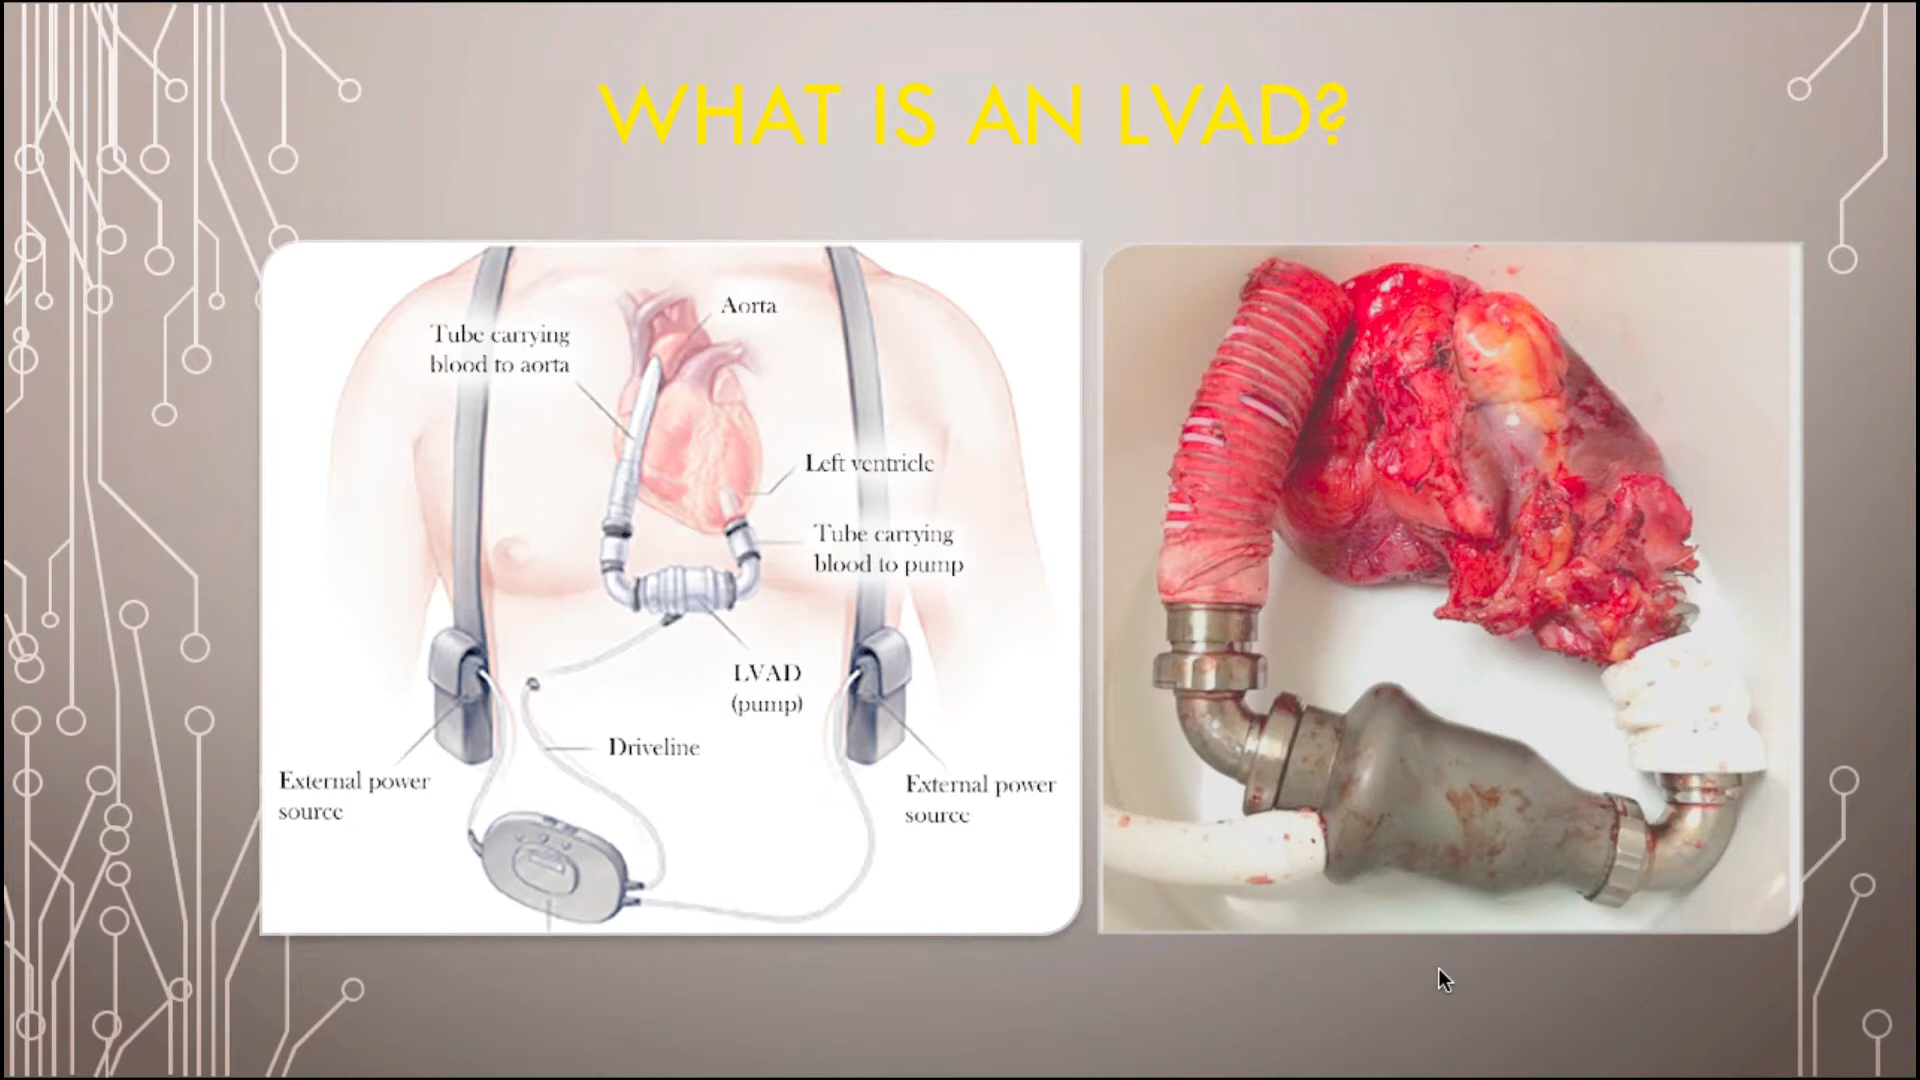 WHAT IS AN LVAD?
Aorta
Tube carrying
blood to aorta
Left ventricle
Tube carrying
blood to pump
LVAD
(pump)
Driveline
External power
source
External power
source